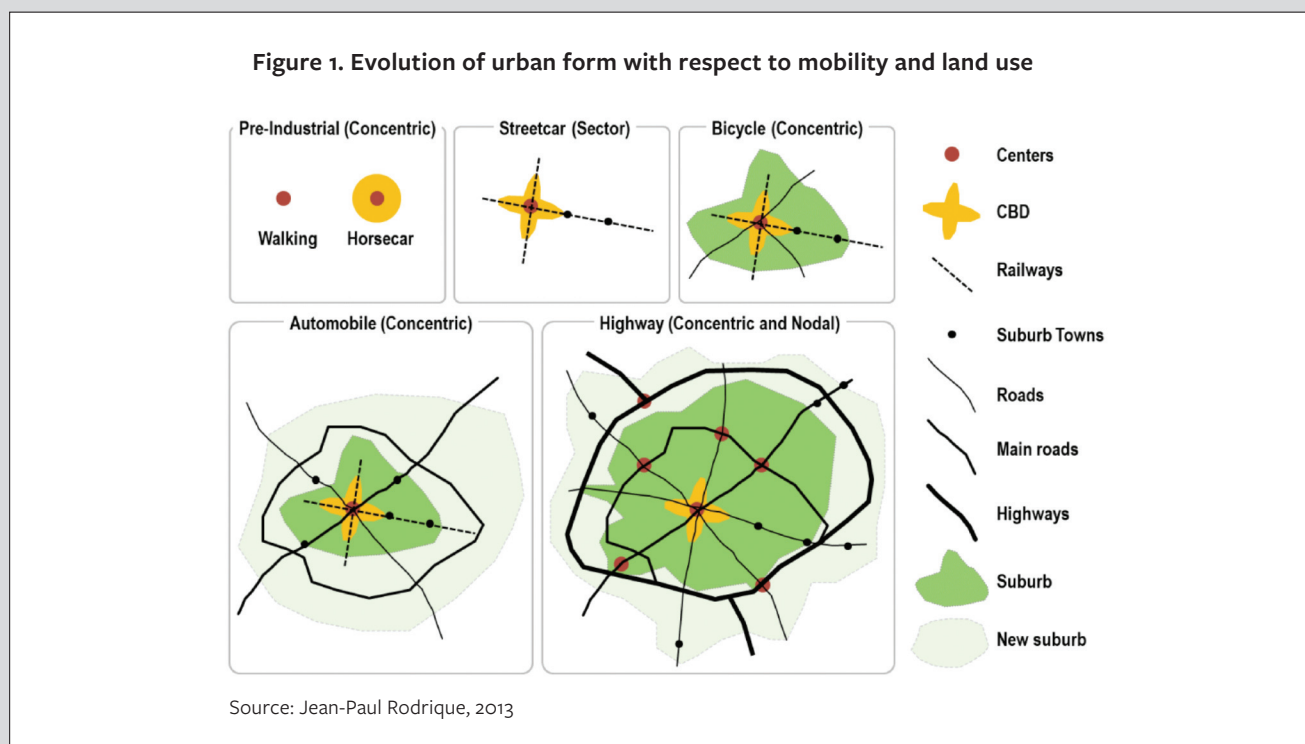 Figure 1. Evolution of urban form with respect to mobility and land use
Pre-Industrial (Concentric)
Walking
Horsecar
Streetcar (Sector)
Bicycle (Concentric)
Automobile (Concentric)
Highway (Concentric and Nodal)
Centers
CBD
Railways
Suburb Towns
Roads
Main roads
Highways
Suburb
New suburb
Source: Jean-Paul Rodrique, 2013